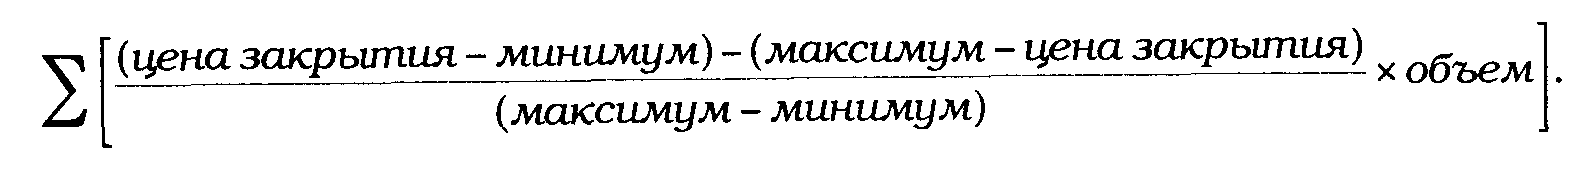 ∑[(цена закрытия – минимум) – (максимум – цена закрытия)
(максимум – минимум)
× объем].